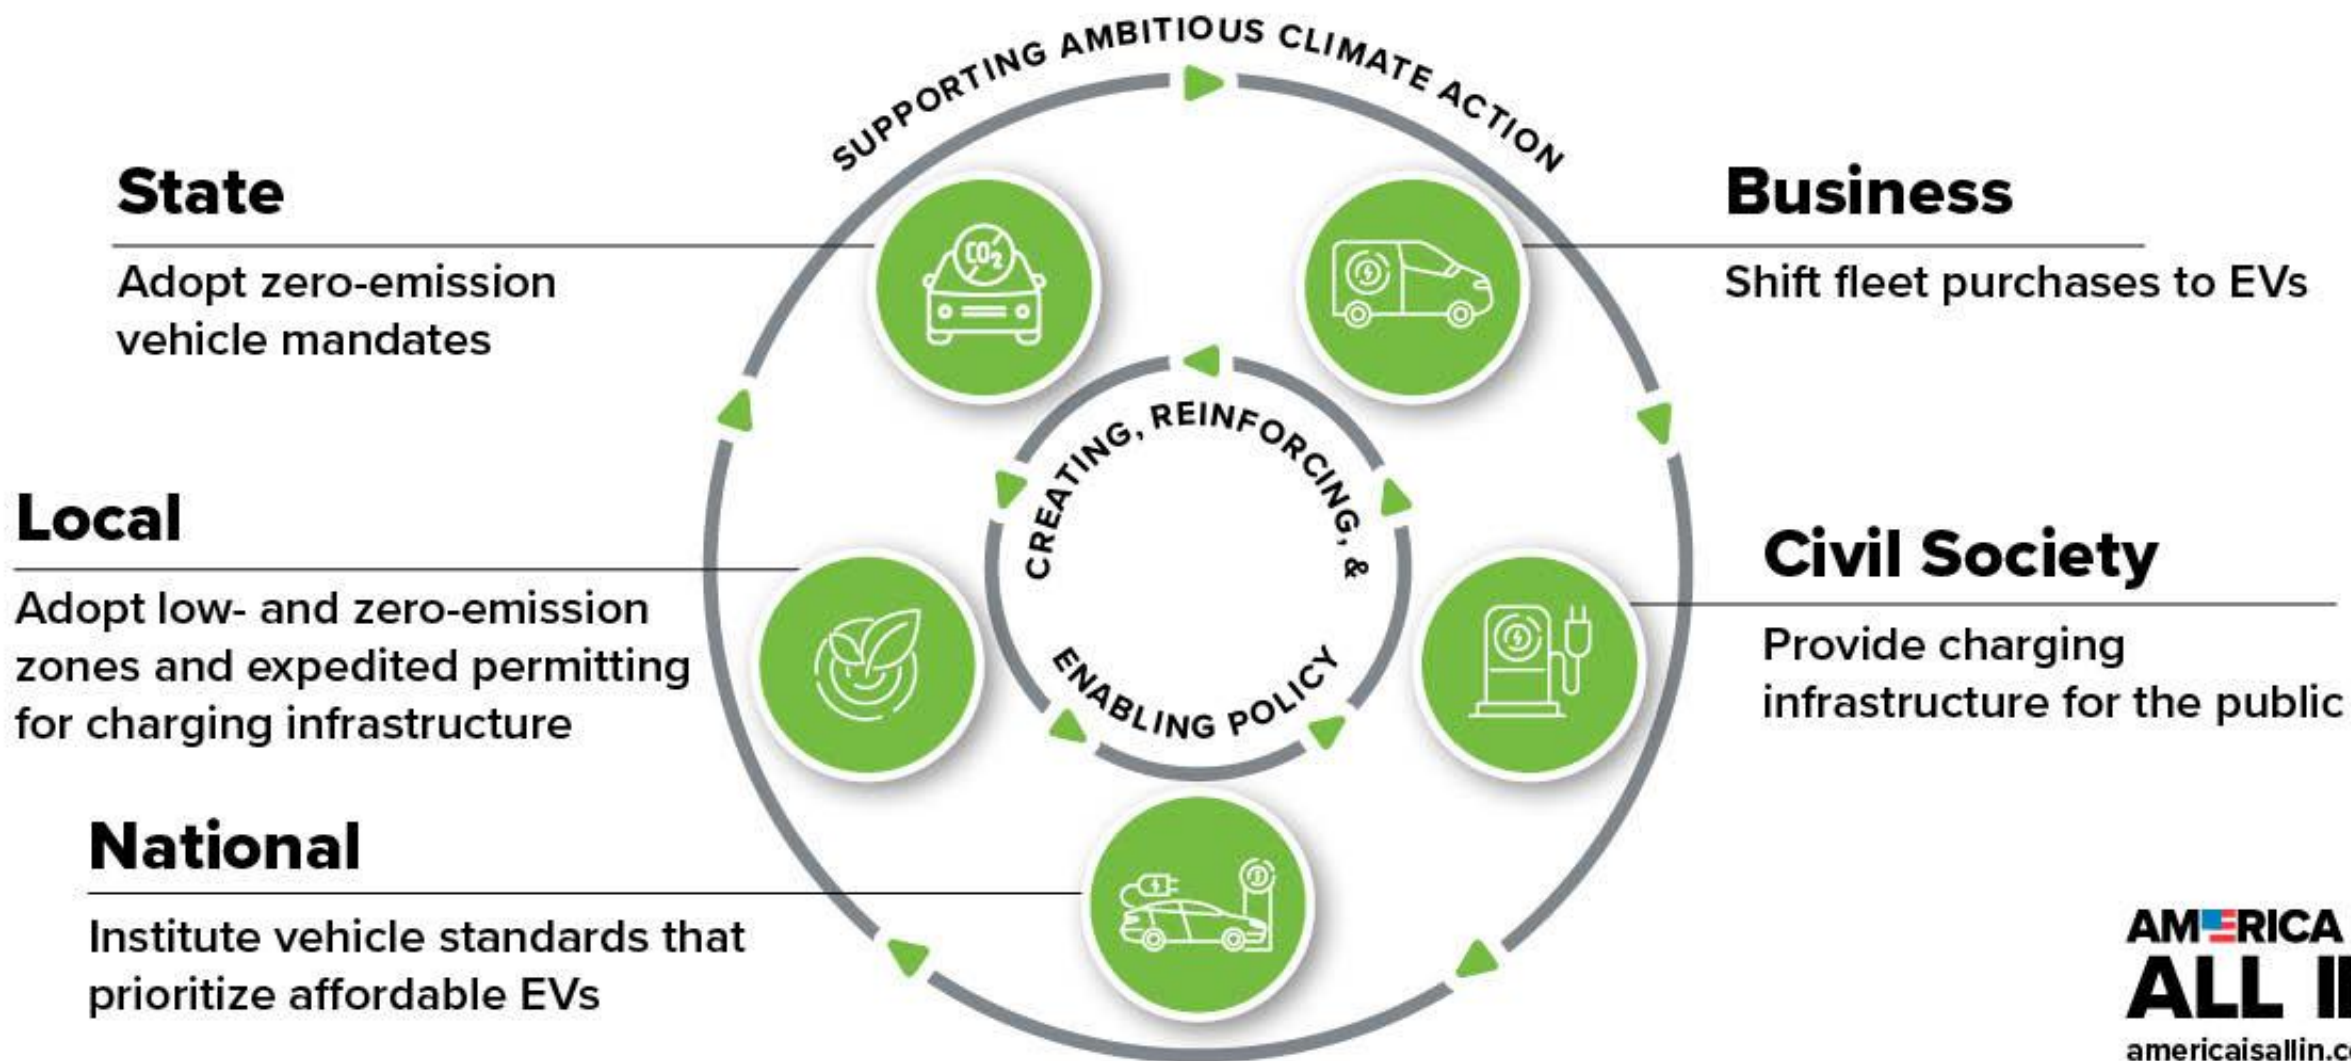 SUPPORTING AMBITIOUS CLIMATE ACTION
State
Adopt zero-emission
vehicle mandates
CO₂
Business
Shift fleet purchases to EVs
Local
Adopt low- and zero-emission
zones and expedited permitting
for charging infrastructure
CREATING, REINFORCING, &
ENABLING POLICY
Civil Society
Provide charging
infrastructure for the public
National
Institute vehicle standards that
prioritize affordable EVs
AMERICA
ALL
americaisallin.c